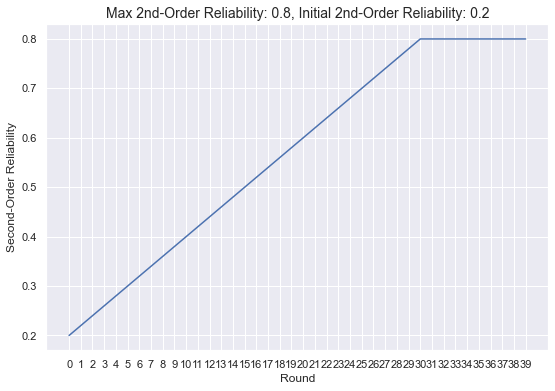 Max 2nd-Order Reliability: 0.8, Initial 2nd-Order Reliability: 0.2
0.8
0.7
0.6
0.5
0.4
0.3
0.2
Second-Order Reliability
0 1 2 3 4 5 6 7 8 9 10 11 12 13 14 15 16 17 18 19 20 21 22 23 24 25 26 27 28 29 30 31 32 33 34 35 36 37 38 39
Round